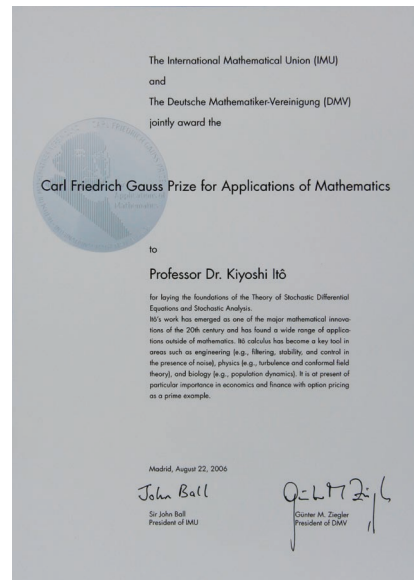 The International Mathematical Union (IMU)
and
The Deutsche Mathematiker-Vereinigung (DMV)
jointly award the
Carl Friedrich Gauss Prize for Applications of Mathematics
to
Professor Dr. Kiyoshi Itô
for laying the foundations of the Theory of Stochastic Differential
Equations and Stochastic Analysis.
Itô's work has emerged as one of the major mathematical innova-
tions of the 20th century and has found a wide range of applica-
tions outside of mathematics. Itô calculus has become a key tool in
areas such as engineering (e.g., filtering, stability, and control in
the presence of noise), physics (e.g., turbulence and conformal field
theory), and biology (e.g., population dynamics). It is at present of
particular importance in economics and finance with option pricing
as a prime example.
Madrid, August 22, 2006
John Ball
Sir John Ball
President of IMU
Günter M. Ziegler
President of DMV